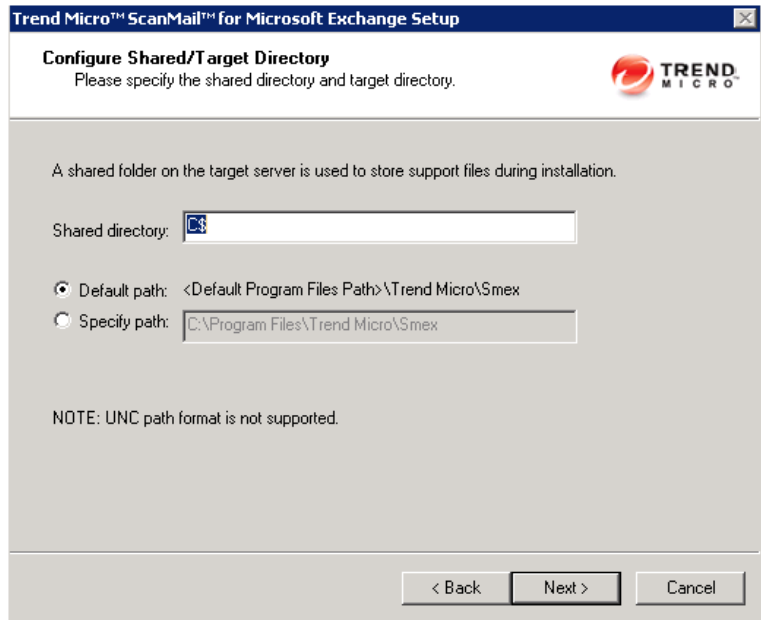 Trend Micro™ ScanMail™ for Microsoft Exchange Setup
Configure Shared/Target Directory
Please specify the shared directory and target directory.
TREND
MICRO
A shared folder on the target server is used to store support files during installation.
Shared directory: C$
Default path: <Default Program Files Path>\Trend Micro\Smex
Specify path: C:\Program Files\Trend Micro\Smex
NOTE: UNC path format is not supported.
< Back Next > Cancel